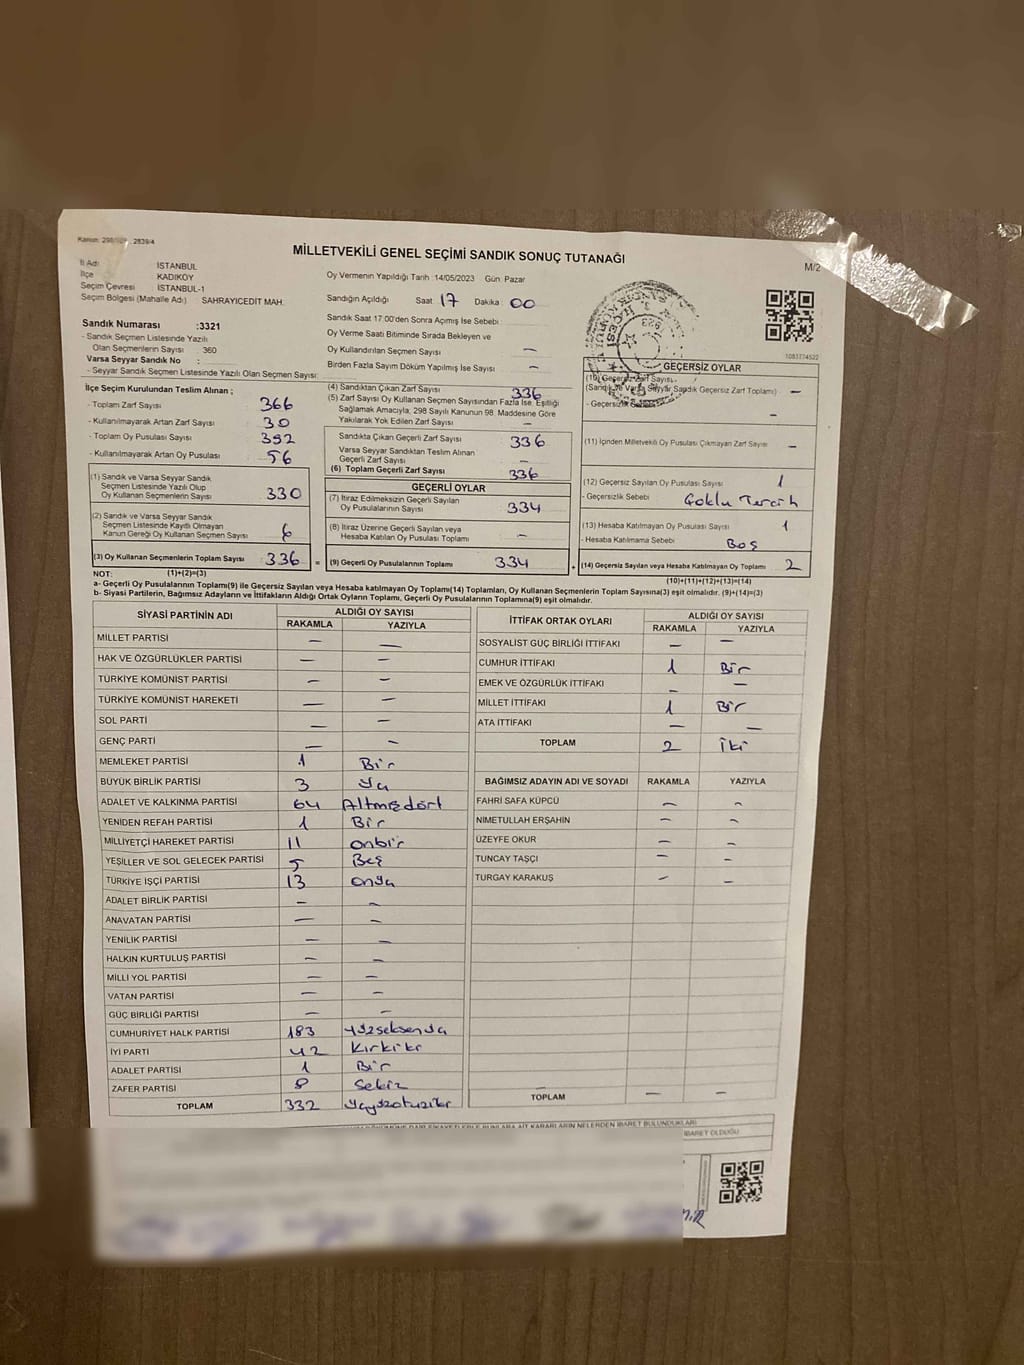 Kanun: 298/ 2839/4
MİLLETVEKİLİ GENEL SEÇİMİ SANDIK SONUÇ TUTANAĞI
M/2
İl Adı İSTANBUL
İlçe KADIKÖY
Seçim Çevresi İSTANBUL-1
Seçim Bölgesi (Mahalle Adı) SAHRAYICEDİT MAH.
Oy Vermenin Yapıldığı Tarih :14/05/2023 Gün: Pazar
Sandığın Açıldığı Saat 17 Dakika 00
Sandık Saat 17:00'den Sonra Açımış İse Sebebi
Oy Verme Saati Bitiminde Sırada Bekleyen ve
Oy Kullandırılan Seçmen Sayısı —
Birden Fazla Sayım Döküm Yapılmış İse Sayısı —
1083774522
Sandık Numarası :3321
- Sandık Seçmen Listesinde Yazılı
Olan Seçmenlerin Sayısı : 360
Varsa Seyyar Sandık No :
- Seyyar Sandık Seçmen Listesinde Yazılı Olan Seçmen Sayısı:
İlçe Seçim Kurulundan Teslim Alınan ;
- Toplam Zarf Sayısı 366
- Kullanılmayarak Artan Zarf Sayısı 30
- Toplam Oy Pusulası Sayısı 392
- Kullanılmayarak Artan Oy Pusulası 56
(1) Sandık ve Varsa Seyyar Sandık
Seçmen Listesinde Yazılı Olup
Oy Kullanan Seçmenlerin Sayısı 330
(2) Sandık ve Varsa Seyyar Sandık
Seçmen Listesinde Kayıtlı Olmayan
Kanun Gereği Oy Kullanan Seçmen Sayısı 6
(3) Oy Kullanan Seçmenlerin Toplam Sayısı 336 =
(4) Sandıktan Çıkan Zarf Sayısı 336
(5) Zarf Sayısı Oy Kullanan Seçmen Sayısından Fazla İse, Eşitliği
Sağlamak Amacıyla, 298 Sayılı Kanunun 98. Maddesine Göre
Yakılarak Yok Edilen Zarf Sayısı —
Sandıkta Çıkan Geçerli Zarf Sayısı 336
Varsa Seyyar Sandıktan Teslim Alınan
Geçerli Zarf Sayısı —
(6) Toplam Geçerli Zarf Sayısı 336
GEÇERLİ OYLAR
(7) İtiraz Edilmeksizin Geçerli Sayılan
Oy Pusulalarının Sayısı 334
(8) İtiraz Üzerine Geçerli Sayılan veya
Hesaba Katılan Oy Pusulası Toplamı —
(9) Geçerli Oy Pusulalarının Toplamı 334 +
GEÇERSİZ OYLAR
(10) Geçersiz Zarf Sayısı
(Sandık ve Varsa Seyyar Sandık Geçersiz Zarf Toplamı) —
- Geçersizlik Sebebi —
(11) İçinden Milletvekili Oy Pusulası Çıkmayan Zarf Sayısı —
(12) Geçersiz Sayılan Oy Pusulası Sayısı 1
- Geçersizlik Sebebi Çoklu Tercih
(13) Hesaba Katılmayan Oy Pusulası Sayısı 1
- Hesaba Katılmama Sebebi Boş
(14) Geçersiz Sayılan veya Hesaba Katılmayan Oy Toplamı 2
NOT: (1)+(2)=(3)
(10)+(11)+(12)+(13)=(14)
a- Geçerli Oy Pusulalarının Toplamı(9) ile Geçersiz Sayılan veya Hesaba katılmayan Oy Toplamı(14) Toplamları, Oy Kullanan Seçmenlerin Toplam Sayısına(3) eşit olmalıdır. (9)+(14)=(3)
b- Siyasi Partilerin, Bağımsız Adayların ve İttifakların Aldığı Ortak Oyların Toplamı, Geçerli Oy Pusulalarının Toplamına(9) eşit olmalıdır.
SİYASİ PARTİNİN ADI ALDIĞI OY SAYISI
RAKAMLA YAZIYLA
MİLLET PARTİSİ — —
HAK VE ÖZGÜRLÜKLER PARTİSİ — —
TÜRKİYE KOMÜNİST PARTİSİ — —
TÜRKİYE KOMÜNİST HAREKETİ — —
SOL PARTİ — —
GENÇ PARTİ — —
MEMLEKET PARTİSİ 1 Bir
BÜYÜK BİRLİK PARTİSİ 3 Üç
ADALET VE KALKINMA PARTİSİ 64 Altmışdört
YENİDEN REFAH PARTİSİ 1 Bir
MİLLİYETÇİ HAREKET PARTİSİ 11 onbir
YEŞİLLER VE SOL GELECEK PARTİSİ 5 Beş
TÜRKİYE İŞÇİ PARTİSİ 13 onüç
ADALET BİRLİK PARTİSİ — —
ANAVATAN PARTİSİ — —
YENİLİK PARTİSİ — —
HALKIN KURTULUŞ PARTİSİ — —
MİLLİ YOL PARTİSİ — —
VATAN PARTİSİ — —
GÜÇ BİRLİĞİ PARTİSİ — —
CUMHURİYET HALK PARTİSİ 183 yüzseksenüç
İYİ PARTİ 42 Kırkiki
ADALET PARTİSİ 1 Bir
ZAFER PARTİSİ 8 Sekiz
TOPLAM 332 üçyüzotuziki
İTTİFAK ORTAK OYLARI ALDIĞI OY SAYISI
RAKAMLA YAZIYLA
SOSYALİST GÜÇ BİRLİĞİ İTTİFAKI — —
CUMHUR İTTİFAKI 1 Bir
EMEK VE ÖZGÜRLÜK İTTİFAKI — —
MİLLET İTTİFAKI 1 Bir
ATA İTTİFAKI — —
TOPLAM 2 İki
BAĞIMSIZ ADAYIN ADI VE SOYADI RAKAMLA YAZIYLA
FAHRİ SAFA KÜPCÜ — —
NİMETULLAH ERŞAHİN — —
ÜZEYFE OKUR — —
TUNCAY TAŞÇI — —
TURGAY KARAKUŞ — —
TOPLAM — —
İBARET OLDUĞU